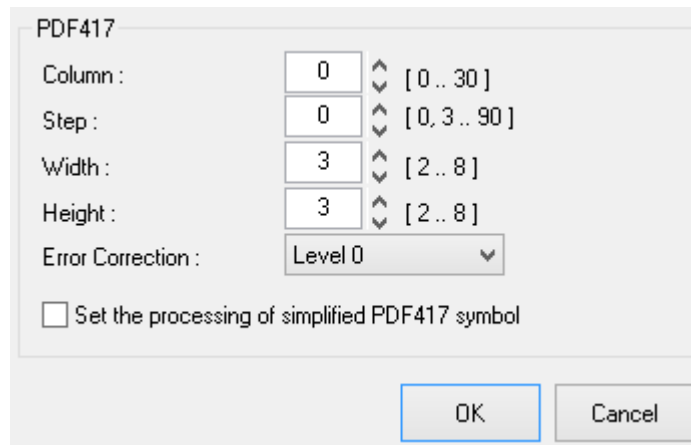 PDF417
Column : 0 [ 0 .. 30 ]
Step : 0 [ 0, 3 .. 90 ]
Width : 3 [ 2 .. 8 ]
Height : 3 [ 2 .. 8 ]
Error Correction : Level 0
Set the processing of simplified PDF417 symbol
OK Cancel